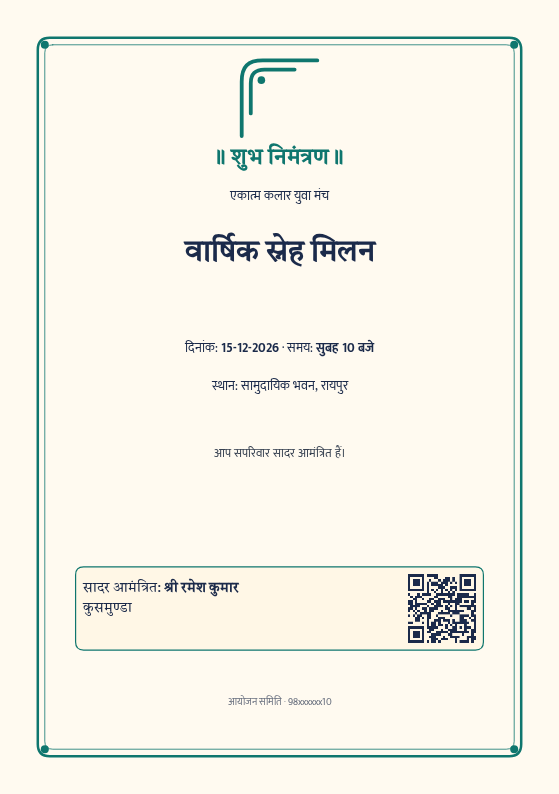 ॥ शुभ निमंत्रण ॥
एकात्म कलार युवा मंच
वार्षिक स्नेह मिलन
दिनांक: 15-12-2026 · समय: सुबह 10 बजे
स्थान: सामुदायिक भवन, रायपुर
आप सपरिवार सादर आमंत्रित हैं।
सादर आमंत्रित: श्री रमेश कुमार
कुसमुण्डा
आयोजन समिति · 98xxxxxx10